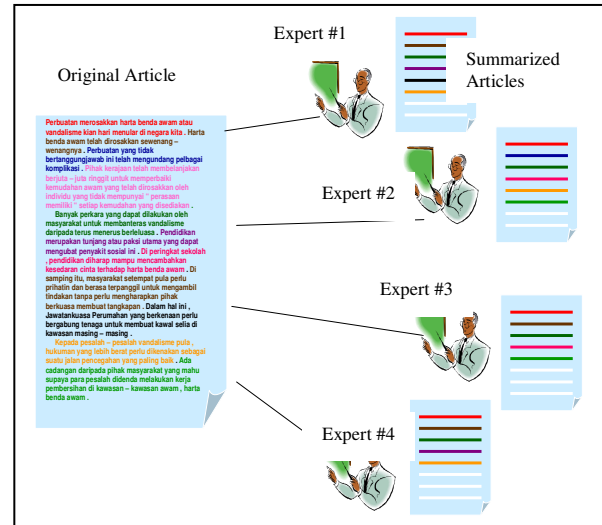 Expert #1
Original Article
Summarized
Articles
Perbuatan merosakkan harta benda awam atau
vandalisme kian hari menular di negara kita . Harta
benda awam telah dirosakkan sewenang –
wenangnya . Perbuatan yang tidak
bertanggungjawab ini telah mengundang pelbagai
komplikasi . Pihak kerajaan telah membelanjakan
berjuta – juta ringgit untuk memperbaiki
kemudahan awam yang telah dirosakkan oleh
individu yang tidak mempunyai " perasaan
memiliki " setiap kemudahan yang disediakan .
Banyak perkara yang dapat dilakukan oleh
masyarakat untuk membanteras vandalisme
daripada terus menerus berleluasa . Pendidikan
merupakan tunjang atau paksi utama yang dapat
mengubat penyakit sosial ini . Di peringkat sekolah
, pendidikan diharap mampu mencambahkan
kesedaran cinta terhadap harta benda awam . Di
samping itu, masyarakat setempat pula perlu
prihatin dan berasa terpanggil untuk mengambil
tindakan tanpa perlu mengharapkan pihak
berkuasa membuat tangkapan . Dalam hal ini ,
Jawatankuasa Perumahan yang berkenaan perlu
bergabung tenaga untuk membuat kawal selia di
kawasan masing – masing .
Kepada pesalah – pesalah vandalisme pula ,
hukuman yang lebih berat perlu dikenakan sebagai
suatu jalan pencegahan yang paling baik . Ada
cadangan daripada pihak masyarakat yang mahu
supaya para pesalah didenda melakukan kerja
pembersihan di kawasan – kawasan awam , harta
benda awam .
Expert #2
Expert #3
Expert #4